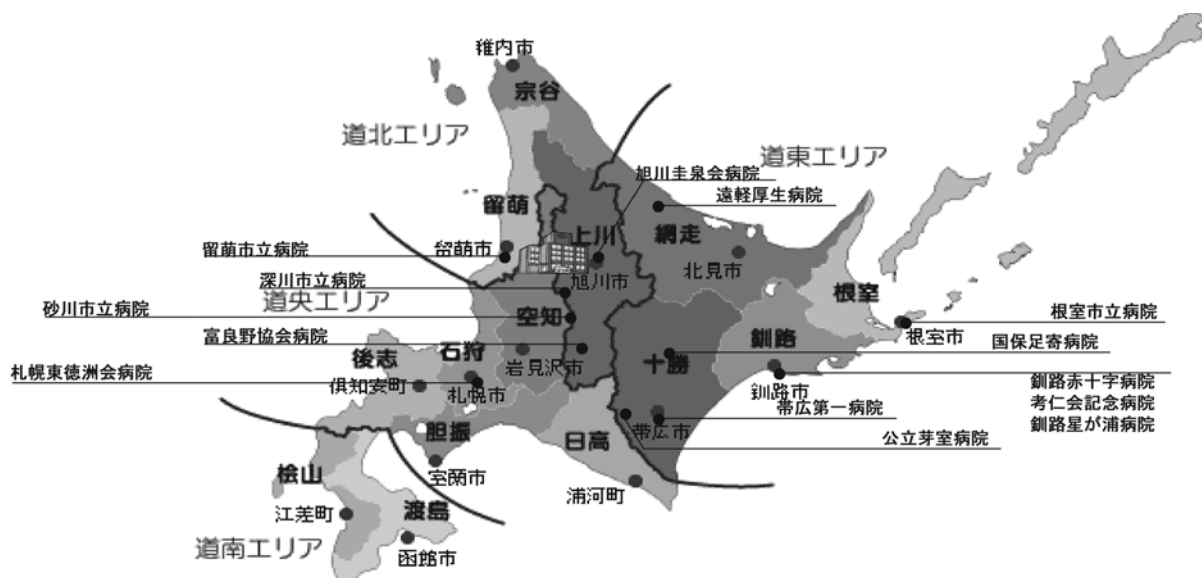 稚内市
宗谷
道北エリア
道東エリア
旭川圭泉会病院
遠軽厚生病院
留萌
上川
網走
留萌市立病院
留萌市
北見市
旭川市
深川市立病院
道央エリア
根室
砂川市立病院
空知
根室市立病院
富良野協会病院
釧路
根室市
国保足寄病院
後志
石狩
岩見沢市
十勝
札幌東徳洲会病院
倶知安町
札幌市
釧路市
釧路赤十字病院
考仁会記念病院
釧路星が浦病院
帯広第一病院
帯広市
胆振
日高
公立芽室病院
桧山
室蘭市
浦河町
江差町
渡島
道南エリア
函館市